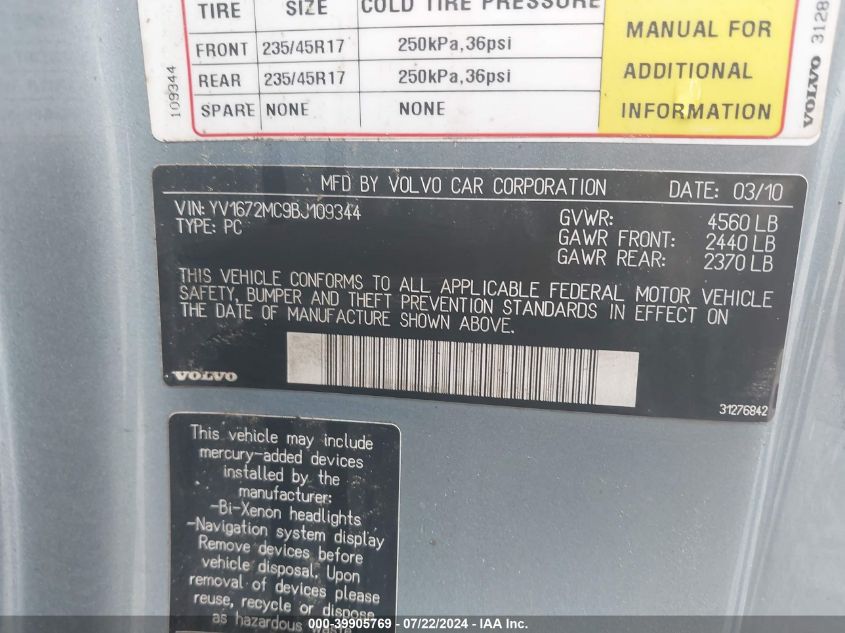 TIRE SIZE COLD TIRE PRESSURE
FRONT 235/45R17 250kPa,36psi
REAR 235/45R17 250kPa,36psi
SPARE NONE NONE
MANUAL FOR
ADDITIONAL
INFORMATION
109344
VOLVO 3128
MFD BY VOLVO CAR CORPORATION DATE: 03/10
VIN: YV1672MC9BJ109344
TYPE: PC
GVWR: 4560 LB
GAWR FRONT: 2440 LB
GAWR REAR: 2370 LB
THIS VEHICLE CONFORMS TO ALL APPLICABLE FEDERAL MOTOR VEHICLE
SAFETY, BUMPER AND THEFT PREVENTION STANDARDS IN EFFECT ON
THE DATE OF MANUFACTURE SHOWN ABOVE.
VOLVO
31276842
This vehicle may include
mercury-added devices
installed by the
manufacturer:
-Bi-Xenon headlights
-Navigation system display
Remove devices before
vehicle disposal. Upon
removal of devices please
reuse, recycle or dispose
as hazardous waste
000-39905769 - 07/22/2024 - IAA Inc.